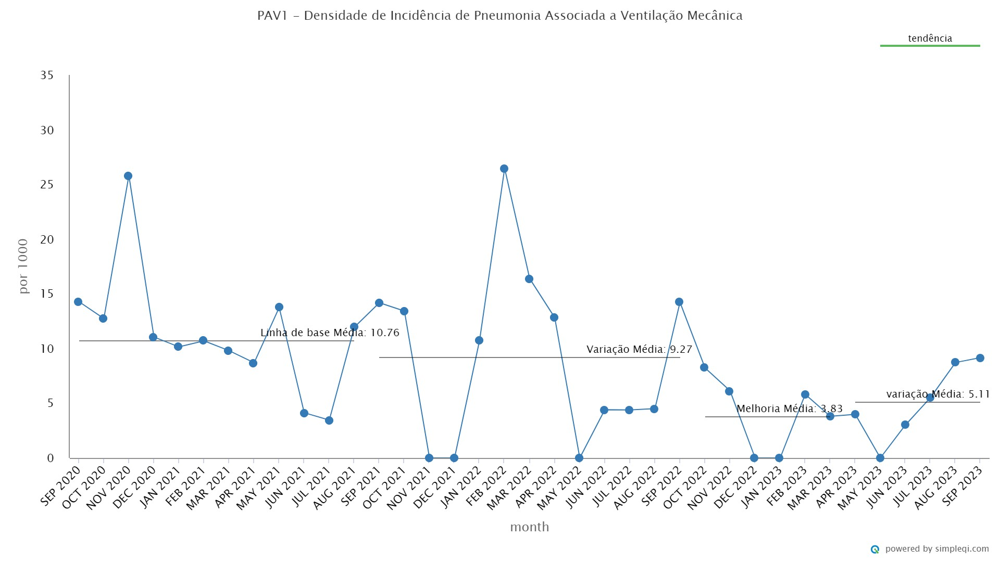 PAV1 - Densidade de Incidência de Pneumonia Associada a Ventilação Mecânica
tendência
35
30
25
20
15
10
5
0
por 1000
Linha de base Média: 10.76
Variação Média: 9.27
Melhoria Média: 3.83
variação Média: 5.11
SEP 2020
OCT 2020
NOV 2020
DEC 2020
JAN 2021
FEB 2021
MAR 2021
APR 2021
MAY 2021
JUN 2021
JUL 2021
AUG 2021
SEP 2021
OCT 2021
NOV 2021
DEC 2021
JAN 2022
FEB 2022
MAR 2022
APR 2022
MAY 2022
JUN 2022
JUL 2022
AUG 2022
SEP 2022
OCT 2022
NOV 2022
DEC 2022
JAN 2023
FEB 2023
MAR 2023
APR 2023
MAY 2023
JUN 2023
JUL 2023
AUG 2023
SEP 2023
month
powered by simpleqi.com